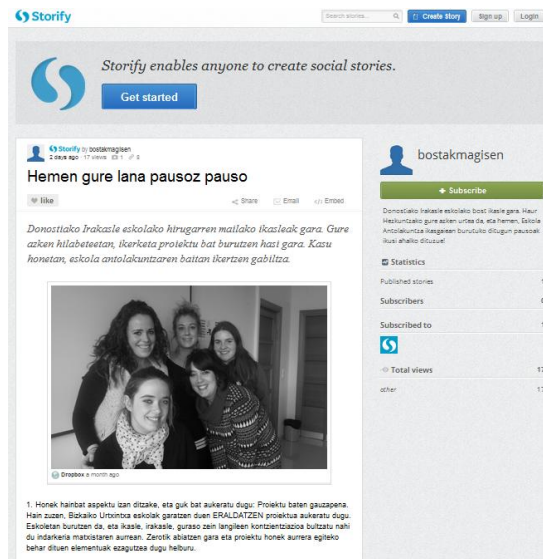 Storify
Search stories...
Create Story
Sign up
Login
Storify enables anyone to create social stories.
Get started
Storify by bostakmagisen
2 days ago · 17 views 1 0
Hemen gure lana pausoz pauso
like
Share
Email
Embed
Donostiako Irakasle eskolako hirugarren mailako ikasleak gara. Gure
azken hilabeteetan, ikerketa proiektu bat burutzen hasi gara. Kasu
honetan, eskola antolakuntzaren baitan ikertzen gabiltza.
Dropbox a month ago
1. Honek hainbat aspektu izan ditzake, eta guk bat aukeratu dugu: Proiektu baten gauzapena.
Hain zuzen, Bizkaiko Urtxintxa eskolak garatzen duen ERALDATZEN proiektua aukeratu dugu.
Eskoletan burutzen da, eta ikasle, irakasle, guraso zein langileen kontzientziazioa bultzatu nahi
du indarkeria matxistaren aurrean. Zerotik abiatzen gara eta proiektu honek aurrera egiteko
behar dituen elementuak ezagutzea dugu helburu.
bostakmagisen
Subscribe
Donostiako Irakasle eskolako bost ikasle gara. Haur
Hezkuntzako gure azken urtea da, eta hemen, Eskola
Antolakuntza ikasgaiean burutuko ditugun pausoak
ikusi ahalko dituzue!
Statistics
Published stories
Subscribers
Subscribed to
Total views 17
other 17